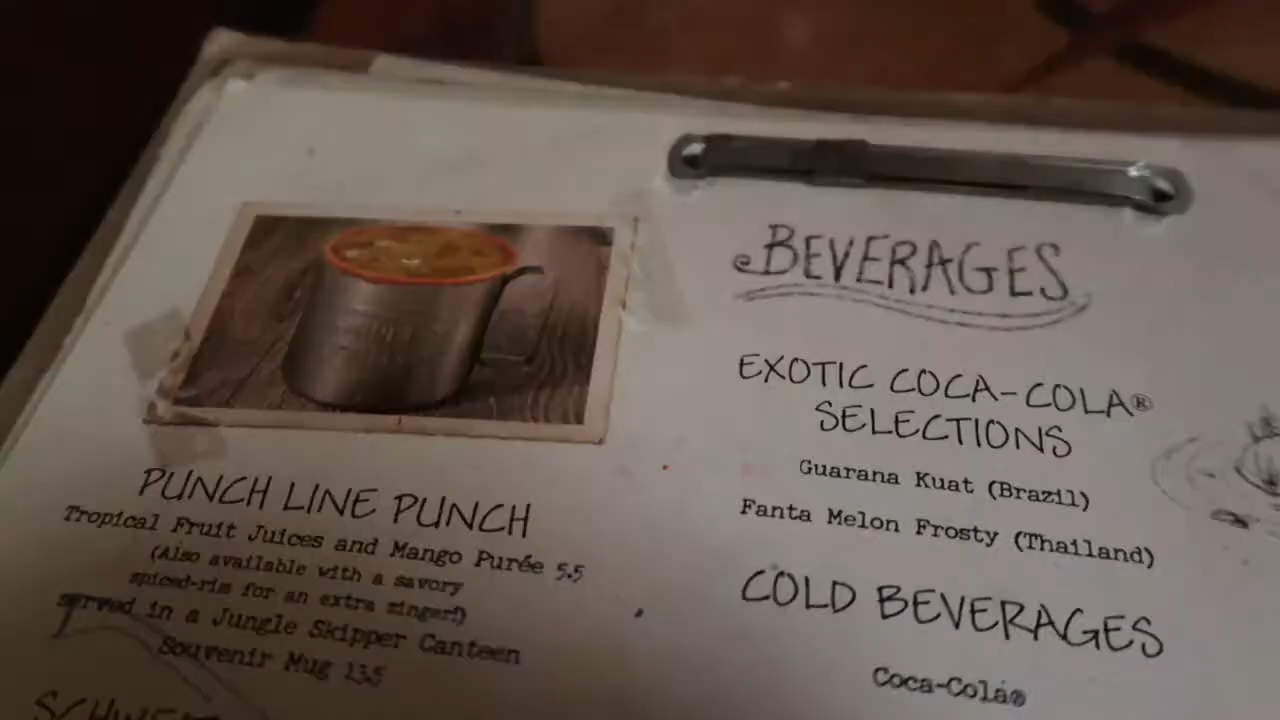 PUNCH LINE PUNCH
Tropical Fruit Juices and Mango Purée 5.5
(Also available with a savory
spiced-rim for an extra zinger!)
served in a Jungle Skipper Canteen
Souvenir Mug 13.5
BEVERAGES
EXOTIC COCA-COLA®
SELECTIONS
Guarana Kuat (Brazil)
Fanta Melon Frosty (Thailand)
COLD BEVERAGES
Coca-Cola®